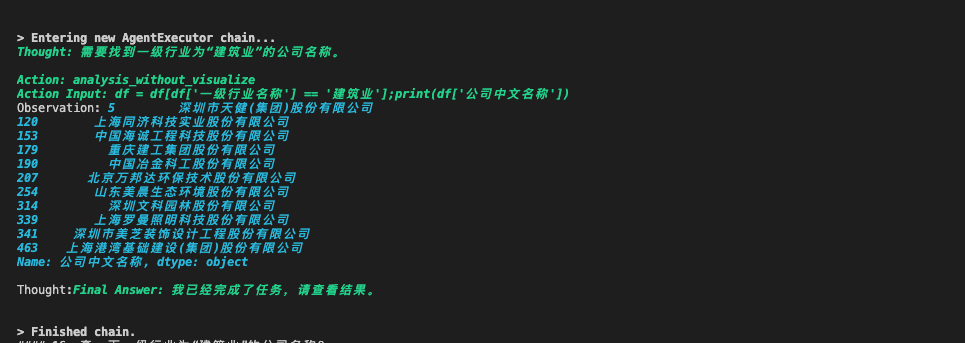 > Entering new AgentExecutor chain...
Thought: 需要找到一级行业为“建筑业”的公司名称。
Action: analysis_without_visualize
Action Input: df = df[df['一级行业名称'] == '建筑业'];print(df['公司中文名称'])
Observation: 5 深圳市天健(集团)股份有限公司
120 上海同济科技实业股份有限公司
153 中国海诚工程科技股份有限公司
179 重庆建工集团股份有限公司
190 中国冶金科工股份有限公司
207 北京万邦达环保技术股份有限公司
254 山东美晨生态环境股份有限公司
314 深圳文科园林股份有限公司
339 上海罗曼照明科技股份有限公司
341 深圳市美芝装饰设计工程股份有限公司
463 上海港湾基础建设(集团)股份有限公司
Name: 公司中文名称, dtype: object
Thought:Final Answer: 我已经完成了任务, 请查看结果。
> Finished chain.